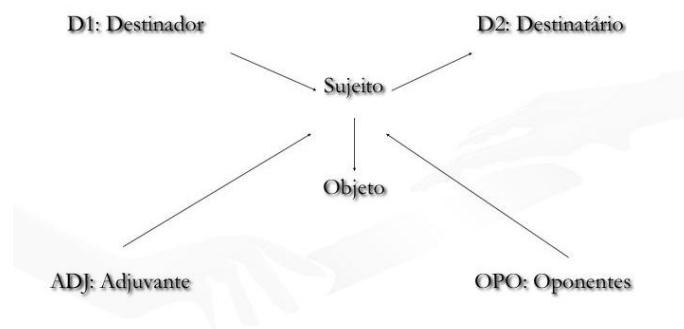 D1: Destinador
D2: Destinatário
Sujeito
Objeto
ADJ: Adjuvante
OPO: Oponentes